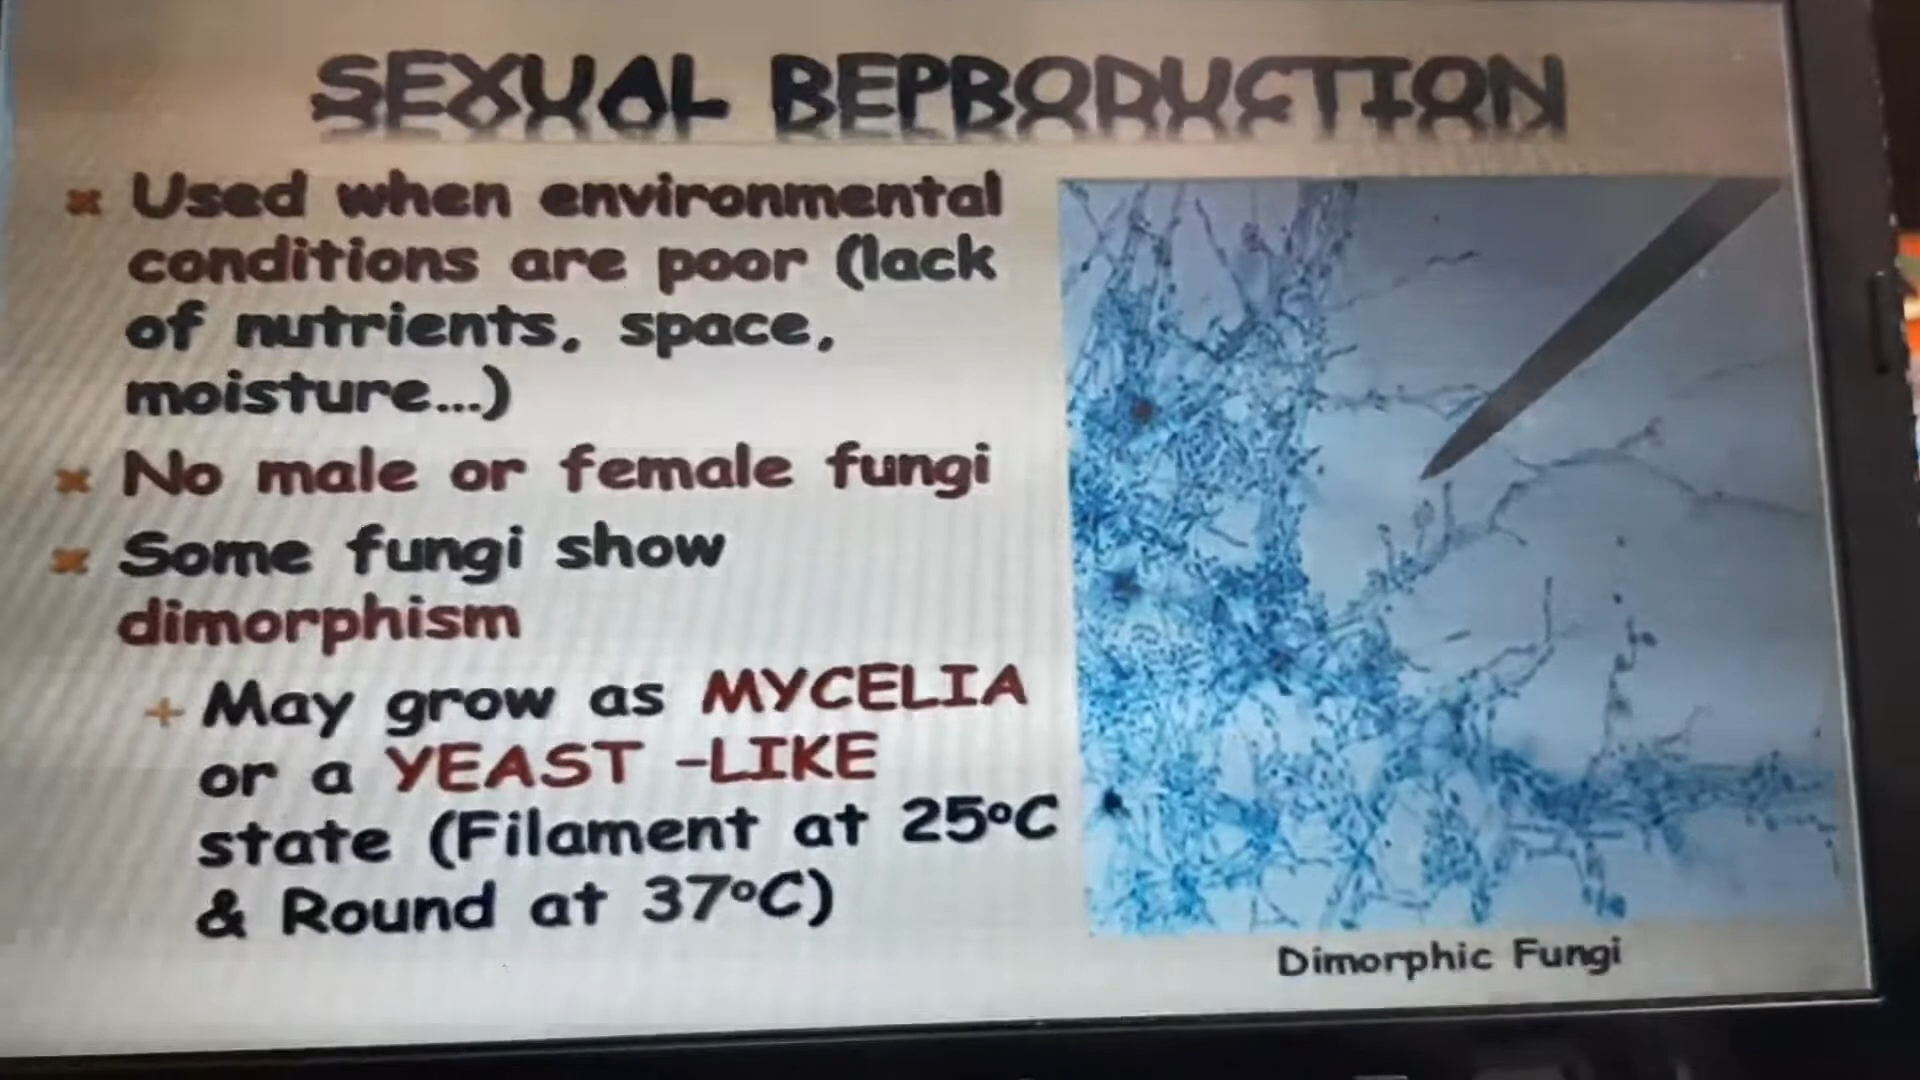 SEXUAL REPRODUCTION
Used when environmental
conditions are poor (lack
of nutrients, space,
moisture...)
No male or female fungi
Some fungi show
dimorphism
May grow as MYCELIA
or a YEAST -LIKE
state (Filament at 25°C
& Round at 37°C)
Dimorphic Fungi